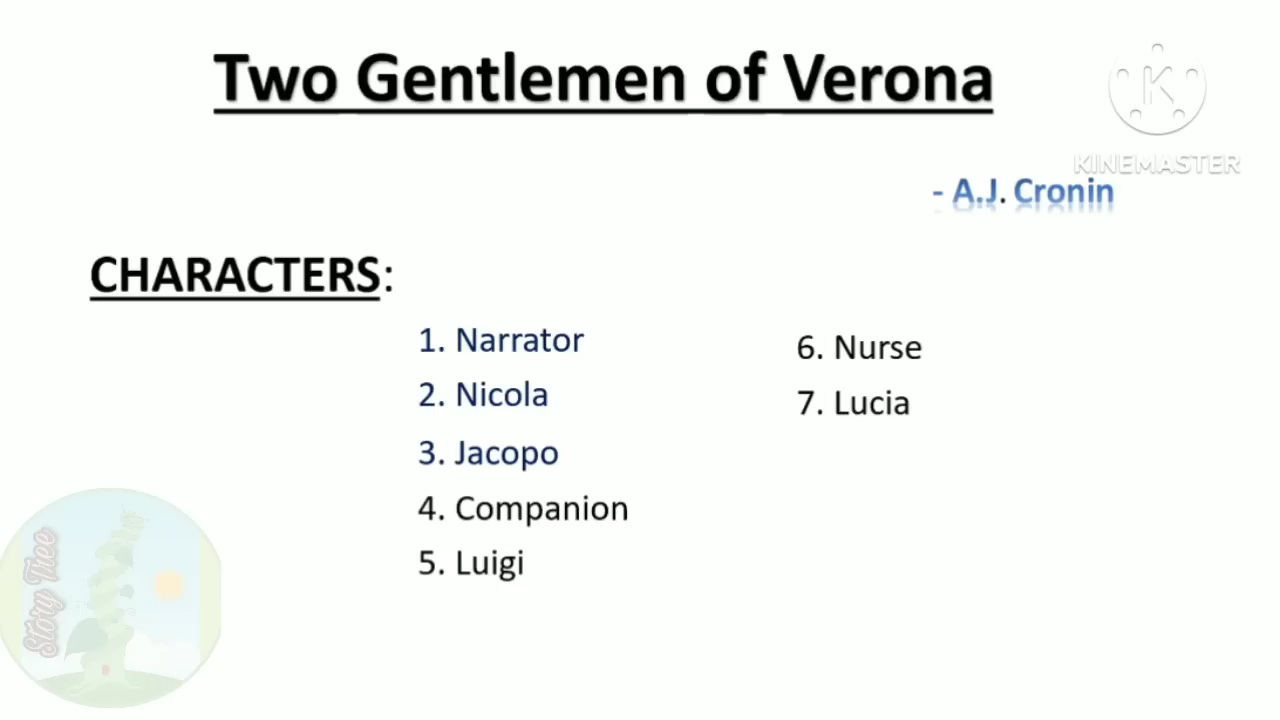 Two Gentlemen of Verona
KINEMASTER
- A.J. Cronin
CHARACTERS:
1. Narrator
2. Nicola
3. Jacopo
4. Companion
5. Luigi
6. Nurse
7. Lucia
Story Tree